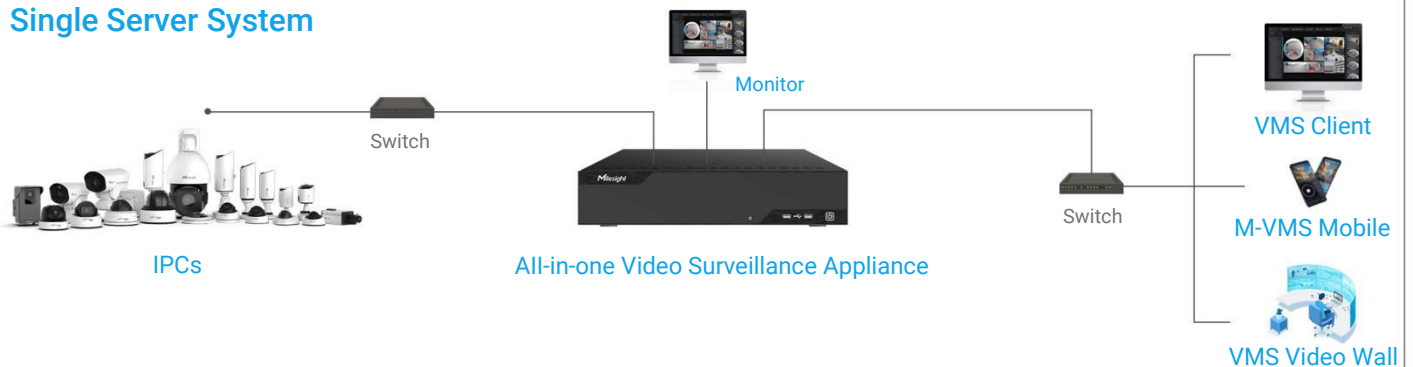 Single Server System
Monitor
Switch
VMS Client
Milesight
Switch
M-VMS Mobile
IPCs
All-in-one Video Surveillance Appliance
VMS Video Wall